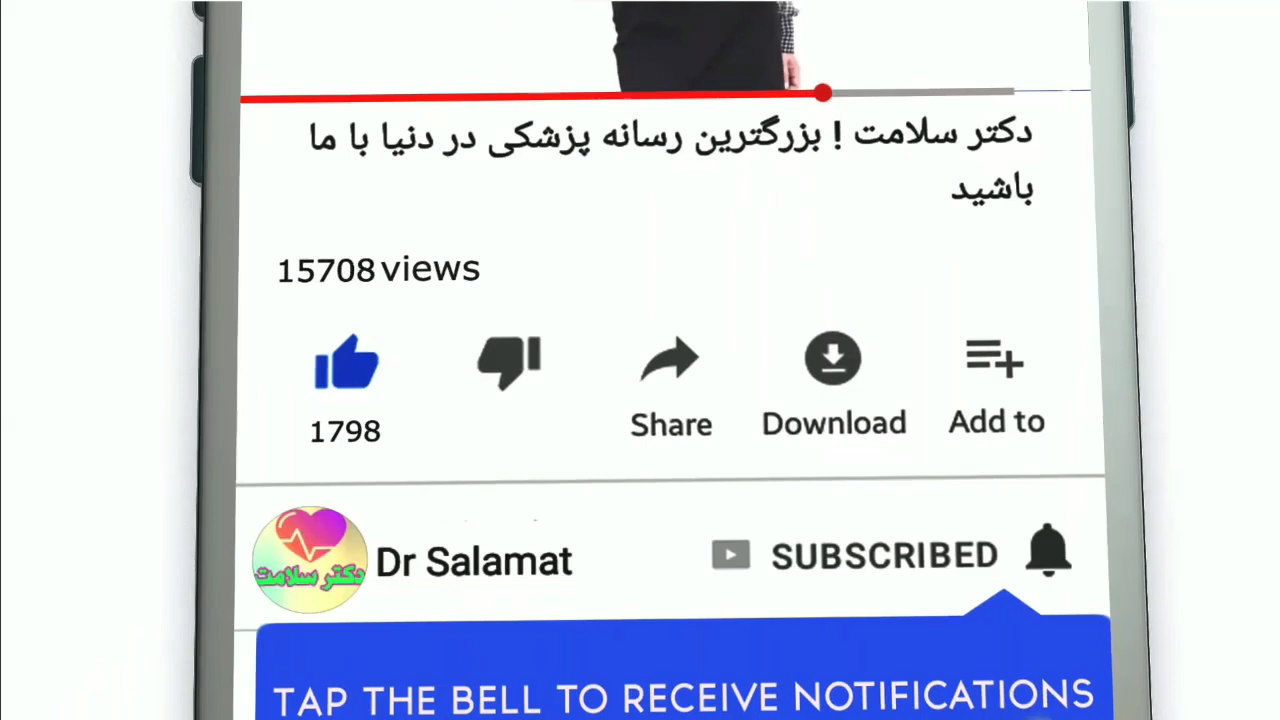 دکتر سلامت ! بزرگترین رسانه پزشکی در دنیا با ما
باشید
15708 views
1798
Share
Download
Add to
دکتر سلامت
Dr Salamat
SUBSCRIBED
TAP THE BELL TO RECEIVE NOTIFICATIONS